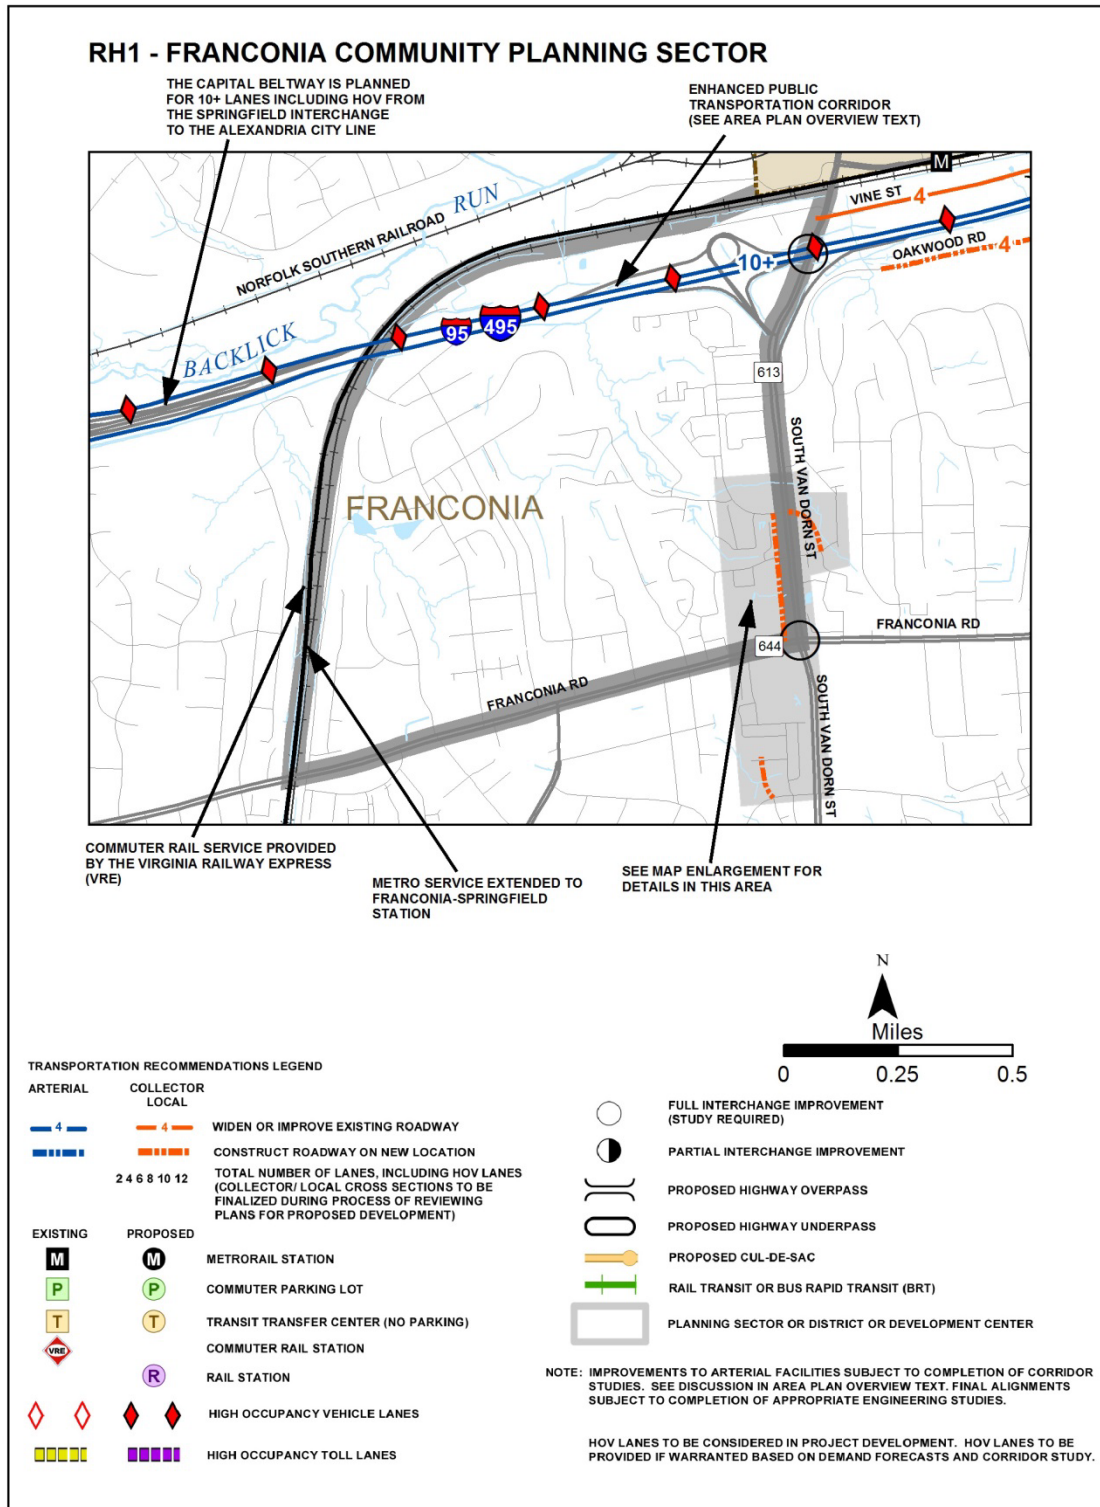 RH1 - FRANCONIA COMMUNITY PLANNING SECTOR
THE CAPITAL BELTWAY IS PLANNED
FOR 10+ LANES INCLUDING HOV FROM
THE SPRINGFIELD INTERCHANGE
TO THE ALEXANDRIA CITY LINE
ENHANCED PUBLIC
TRANSPORTATION CORRIDOR
(SEE AREA PLAN OVERVIEW TEXT)
M
VINE ST
4
OAKWOOD RD
4
NORFOLK SOUTHERN RAILROAD
BACKLICK RUN
10+
95
495
613
SOUTH VAN DORN ST
FRANCONIA
644
FRANCONIA RD
FRANCONIA RD
SOUTH VAN DORN ST
COMMUTER RAIL SERVICE PROVIDED
BY THE VIRGINIA RAILWAY EXPRESS
(VRE)
METRO SERVICE EXTENDED TO
FRANCONIA-SPRINGFIELD
STATION
SEE MAP ENLARGEMENT FOR
DETAILS IN THIS AREA
N
Miles
0 0.25 0.5
TRANSPORTATION RECOMMENDATIONS LEGEND
ARTERIAL COLLECTOR
LOCAL
4 4 WIDEN OR IMPROVE EXISTING ROADWAY
CONSTRUCT ROADWAY ON NEW LOCATION
2 4 6 8 10 12 TOTAL NUMBER OF LANES, INCLUDING HOV LANES
(COLLECTOR/ LOCAL CROSS SECTIONS TO BE
FINALIZED DURING PROCESS OF REVIEWING
PLANS FOR PROPOSED DEVELOPMENT)
EXISTING PROPOSED
M M METRORAIL STATION
P P COMMUTER PARKING LOT
T T TRANSIT TRANSFER CENTER (NO PARKING)
VRE COMMUTER RAIL STATION
R RAIL STATION
HIGH OCCUPANCY VEHICLE LANES
HIGH OCCUPANCY TOLL LANES
FULL INTERCHANGE IMPROVEMENT
(STUDY REQUIRED)
PARTIAL INTERCHANGE IMPROVEMENT
PROPOSED HIGHWAY OVERPASS
PROPOSED HIGHWAY UNDERPASS
PROPOSED CUL-DE-SAC
RAIL TRANSIT OR BUS RAPID TRANSIT (BRT)
PLANNING SECTOR OR DISTRICT OR DEVELOPMENT CENTER
NOTE: IMPROVEMENTS TO ARTERIAL FACILITIES SUBJECT TO COMPLETION OF CORRIDOR
STUDIES. SEE DISCUSSION IN AREA PLAN OVERVIEW TEXT. FINAL ALIGNMENTS
SUBJECT TO COMPLETION OF APPROPRIATE ENGINEERING STUDIES.
HOV LANES TO BE CONSIDERED IN PROJECT DEVELOPMENT. HOV LANES TO BE
PROVIDED IF WARRANTED BASED ON DEMAND FORECASTS AND CORRIDOR STUDY.